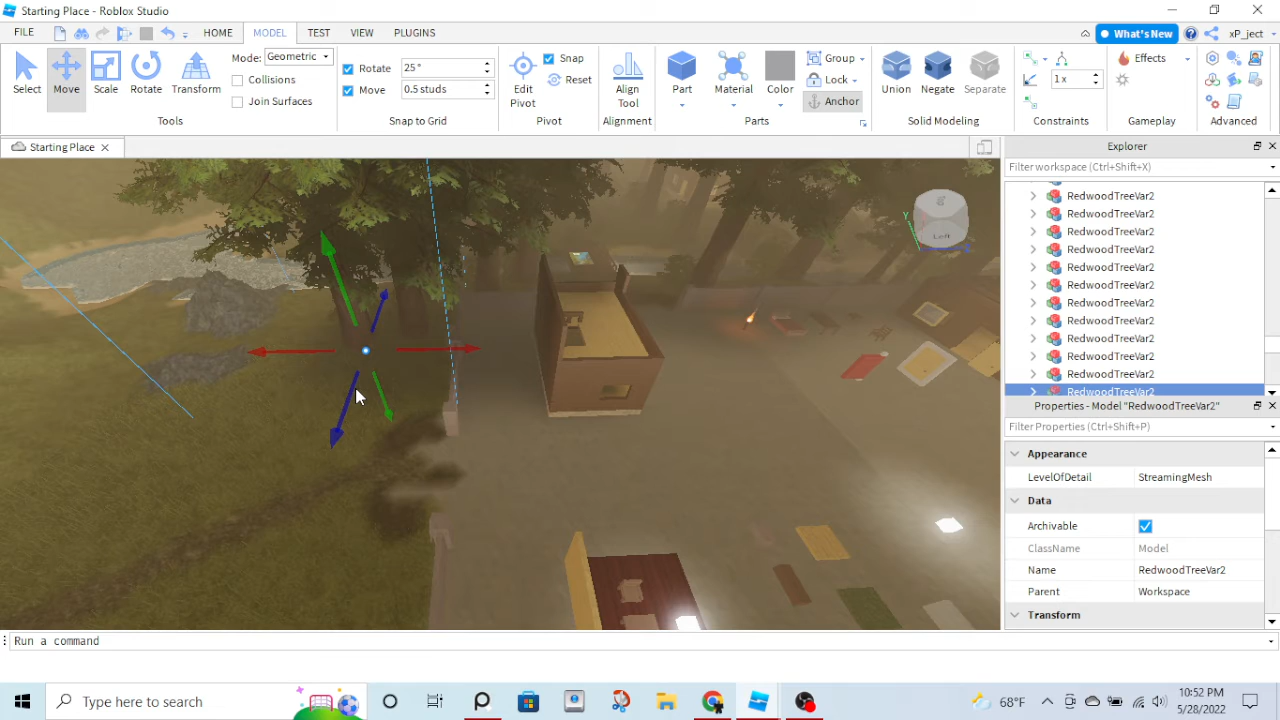 Starting Place - Roblox Studio
FILE HOME MODEL TEST VIEW PLUGINS What's New xP_ject
Select Move Scale Rotate Transform
Mode: Geometric
Collisions
Join Surfaces
Tools
Rotate 25°
Move 0.5 studs
Snap to Grid
Edit Pivot
Snap
Reset
Pivot
Align Tool
Alignment
Part Material Color
Group
Lock
Anchor
Parts
Union Negate Separate
Solid Modeling
1 x
Constraints
Effects
Gameplay
Advanced
Starting Place
Explorer
Filter workspace (Ctrl+Shift+X)
RedwoodTreeVar2
RedwoodTreeVar2
RedwoodTreeVar2
RedwoodTreeVar2
RedwoodTreeVar2
RedwoodTreeVar2
RedwoodTreeVar2
RedwoodTreeVar2
RedwoodTreeVar2
RedwoodTreeVar2
RedwoodTreeVar2
RedwoodTreeVar2
Properties - Model "RedwoodTreeVar2"
Filter Properties (Ctrl+Shift+P)
Appearance
LevelOfDetail StreamingMesh
Data
Archivable
ClassName Model
Name RedwoodTreeVar2
Parent Workspace
Transform
Y
Run a command
Type here to search
68°F
10:52 PM
5/28/2022